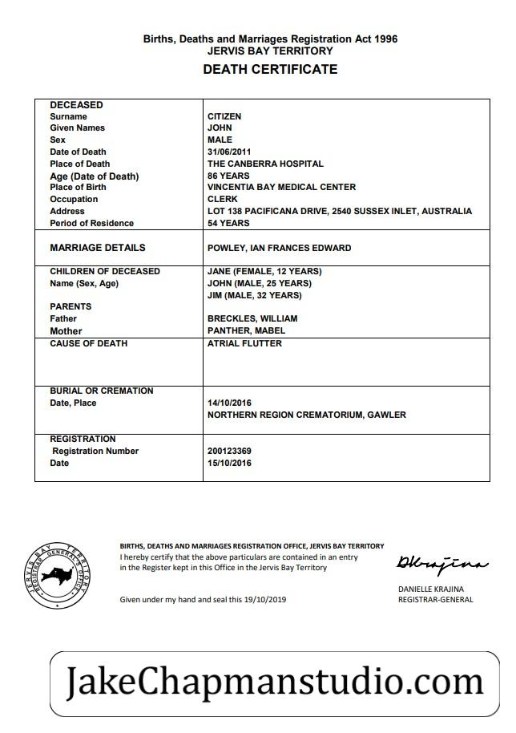 Births, Deaths and Marriages Registration Act 1996
JERVIS BAY TERRITORY
DEATH CERTIFICATE
DECEASED
Surname CITIZEN
Given Names JOHN
Sex MALE
Date of Death 31/06/2011
Place of Death THE CANBERRA HOSPITAL
Age (Date of Death) 86 YEARS
Place of Birth VINCENTIA BAY MEDICAL CENTER
Occupation CLERK
Address LOT 138 PACIFICANA DRIVE, 2540 SUSSEX INLET, AUSTRALIA
Period of Residence 54 YEARS
MARRIAGE DETAILS POWLEY, IAN FRANCES EDWARD
CHILDREN OF DECEASED JANE (FEMALE, 12 YEARS)
Name (Sex, Age) JOHN (MALE, 25 YEARS)
JIM (MALE, 32 YEARS)
PARENTS
Father BRECKLES, WILLIAM
Mother PANTHER, MABEL
CAUSE OF DEATH ATRIAL FLUTTER
BURIAL OR CREMATION
Date, Place 14/10/2016
NORTHERN REGION CREMATORIUM, GAWLER
REGISTRATION
Registration Number 200123369
Date 15/10/2016
JERVIS BAY TERRITORY
REGISTRAR GENERAL'S OFFICE
BIRTHS, DEATHS AND MARRIAGES REGISTRATION OFFICE, JERVIS BAY TERRITORY
I hereby certify that the above particulars are contained in an entry
in the Register kept in this Office in the Jervis Bay Territory
Given under my hand and seal this 19/10/2019
DKrajina
DANIELLE KRAJINA
REGISTRAR-GENERAL
JakeChapmanstudio.com